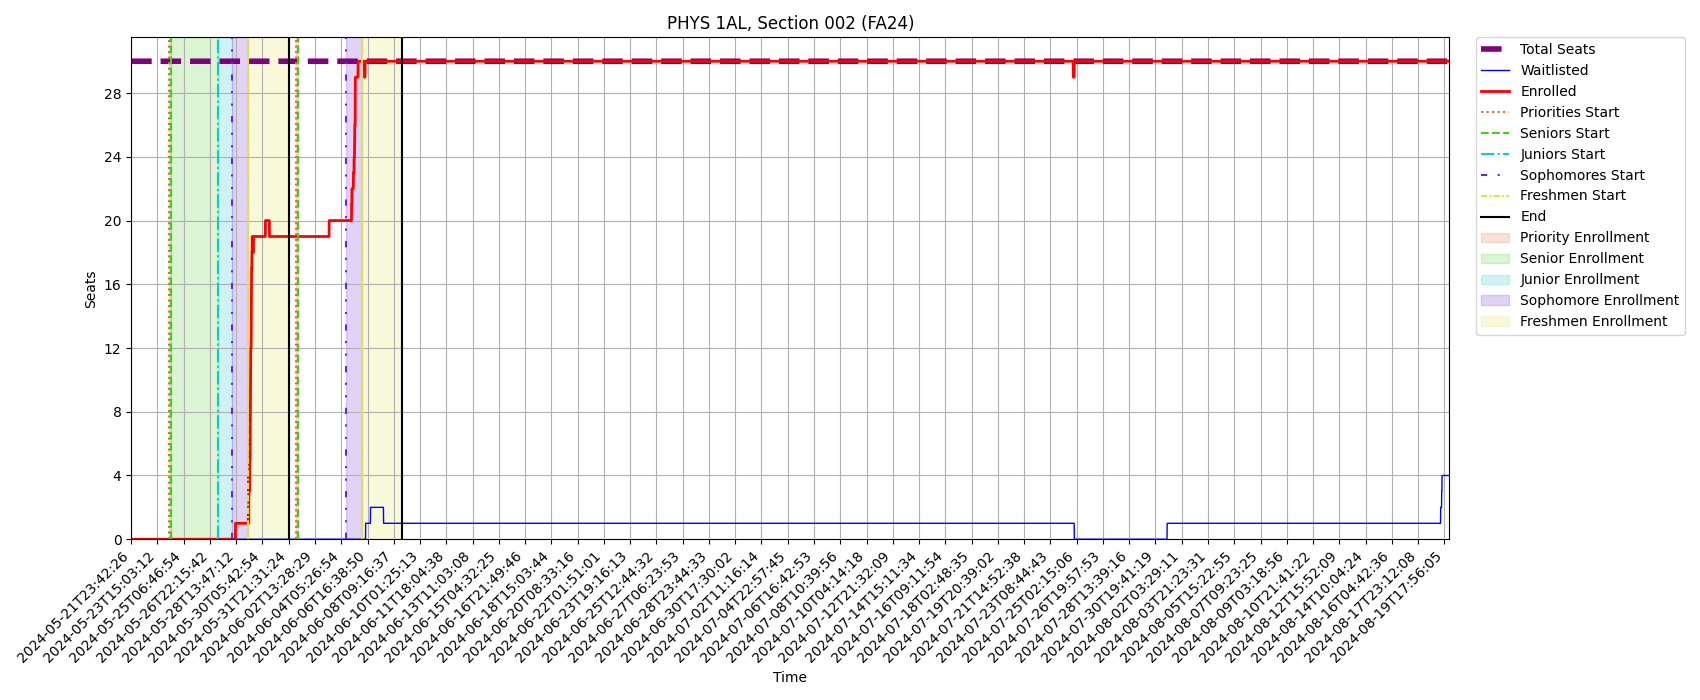 PHYS 1AL, Section 002 (FA24)
Total Seats
Waitlisted
Enrolled
Priorities Start
Seniors Start
Juniors Start
Sophomores Start
Freshmen Start
End
Priority Enrollment
Senior Enrollment
Junior Enrollment
Sophomore Enrollment
Freshmen Enrollment
Seats
28
24
20
16
12
8
4
0
2024-05-21T23:42:26
2024-05-23T15:03:12
2024-05-25T06:46:54
2024-05-26T22:15:42
2024-05-28T13:47:12
2024-05-30T05:42:54
2024-05-31T21:31:24
2024-06-02T13:28:29
2024-06-04T05:26:54
2024-06-06T16:38:50
2024-06-08T09:16:37
2024-06-10T01:25:13
2024-06-11T18:04:38
2024-06-13T11:03:08
2024-06-15T04:32:25
2024-06-16T21:49:46
2024-06-18T15:03:44
2024-06-20T08:33:16
2024-06-22T01:51:01
2024-06-23T19:16:13
2024-06-25T12:44:32
2024-06-27T06:23:53
2024-06-28T23:44:33
2024-06-30T17:30:02
2024-07-02T11:16:14
2024-07-04T22:57:45
2024-07-06T16:42:53
2024-07-08T10:39:56
2024-07-10T04:14:18
2024-07-12T21:32:09
2024-07-14T15:11:34
2024-07-16T09:11:54
2024-07-18T02:48:35
2024-07-19T20:39:02
2024-07-21T14:52:38
2024-07-23T08:44:43
2024-07-25T02:15:06
2024-07-26T19:57:53
2024-07-28T13:39:16
2024-07-30T19:41:19
2024-08-02T03:29:11
2024-08-03T21:23:31
2024-08-05T15:22:55
2024-08-07T09:23:25
2024-08-09T03:18:56
2024-08-10T21:41:22
2024-08-12T15:52:09
2024-08-14T10:04:24
2024-08-16T04:42:36
2024-08-17T23:12:08
2024-08-19T17:56:05
Time